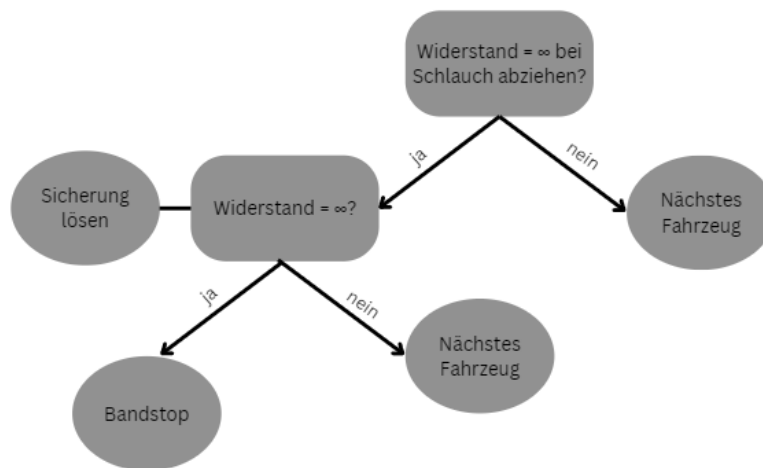 Widerstand = ∞ bei
Schlauch abziehen?
ja
nein
Sicherung
lösen
Widerstand = ∞?
Nächstes
Fahrzeug
ja
nein
Nächstes
Fahrzeug
Bandstop